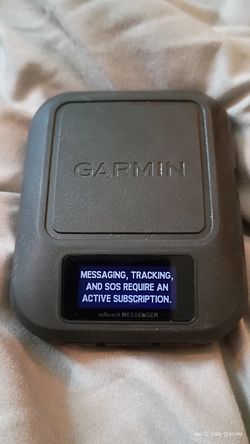 GARMIN
MESSAGING, TRACKING,
AND SOS REQUIRE AN
ACTIVE SUBSCRIPTION.
inReach MESSENGER